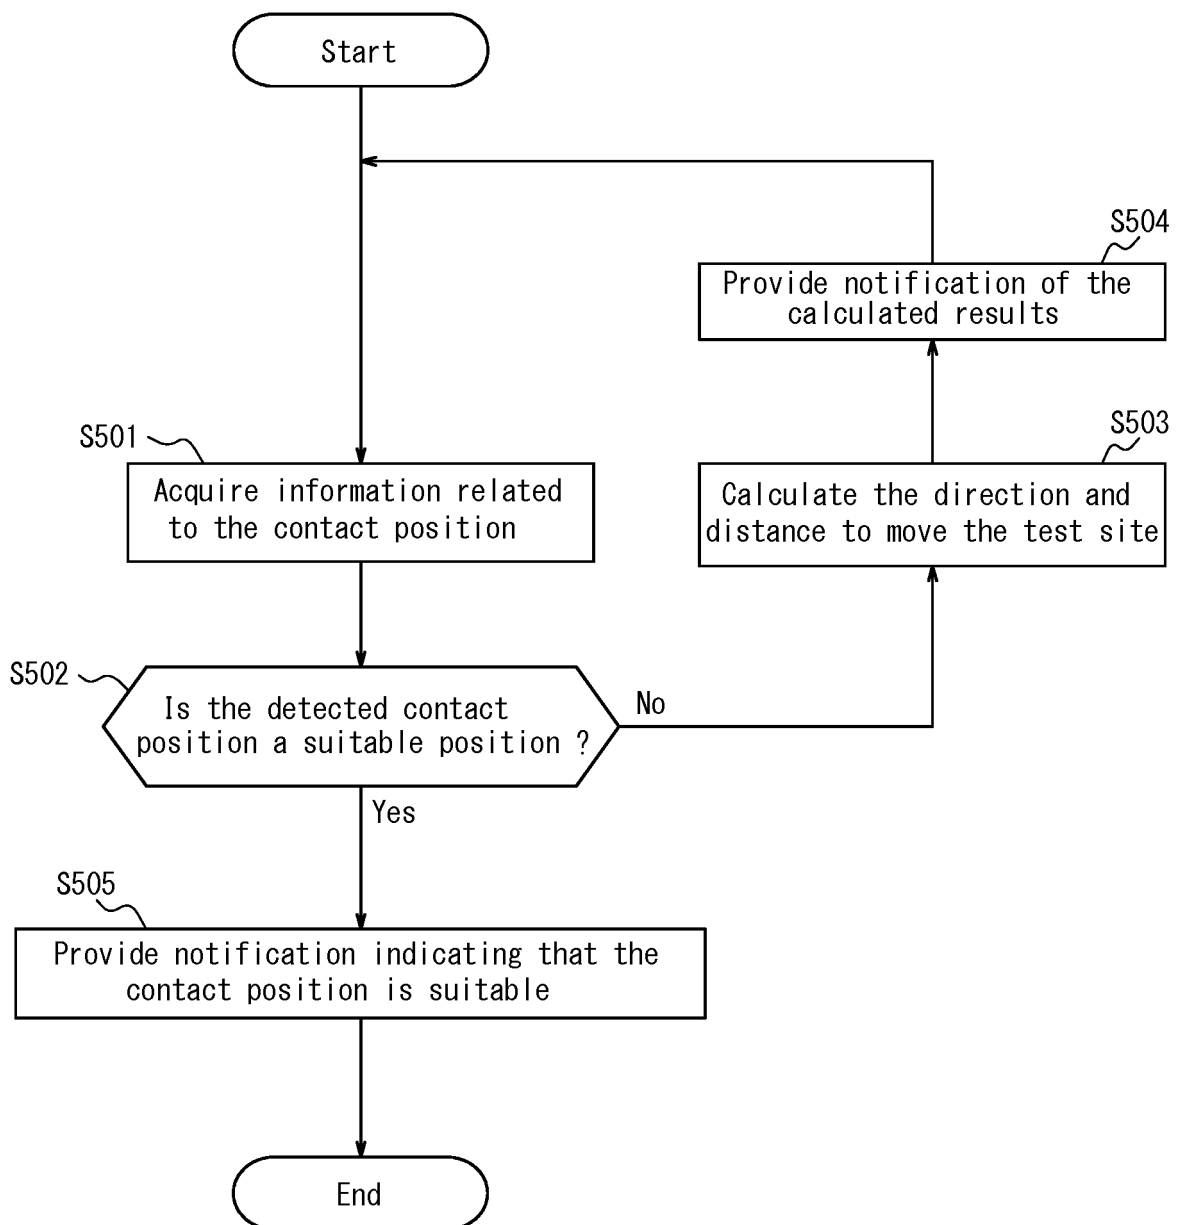 Start
S504
Provide notification of the
calculated results
S501
S503
Acquire information related
to the contact position
Calculate the direction and
distance to move the test site
S502
Is the detected contact
position a suitable position ?
No
Yes
S505
Provide notification indicating that the
contact position is suitable
End